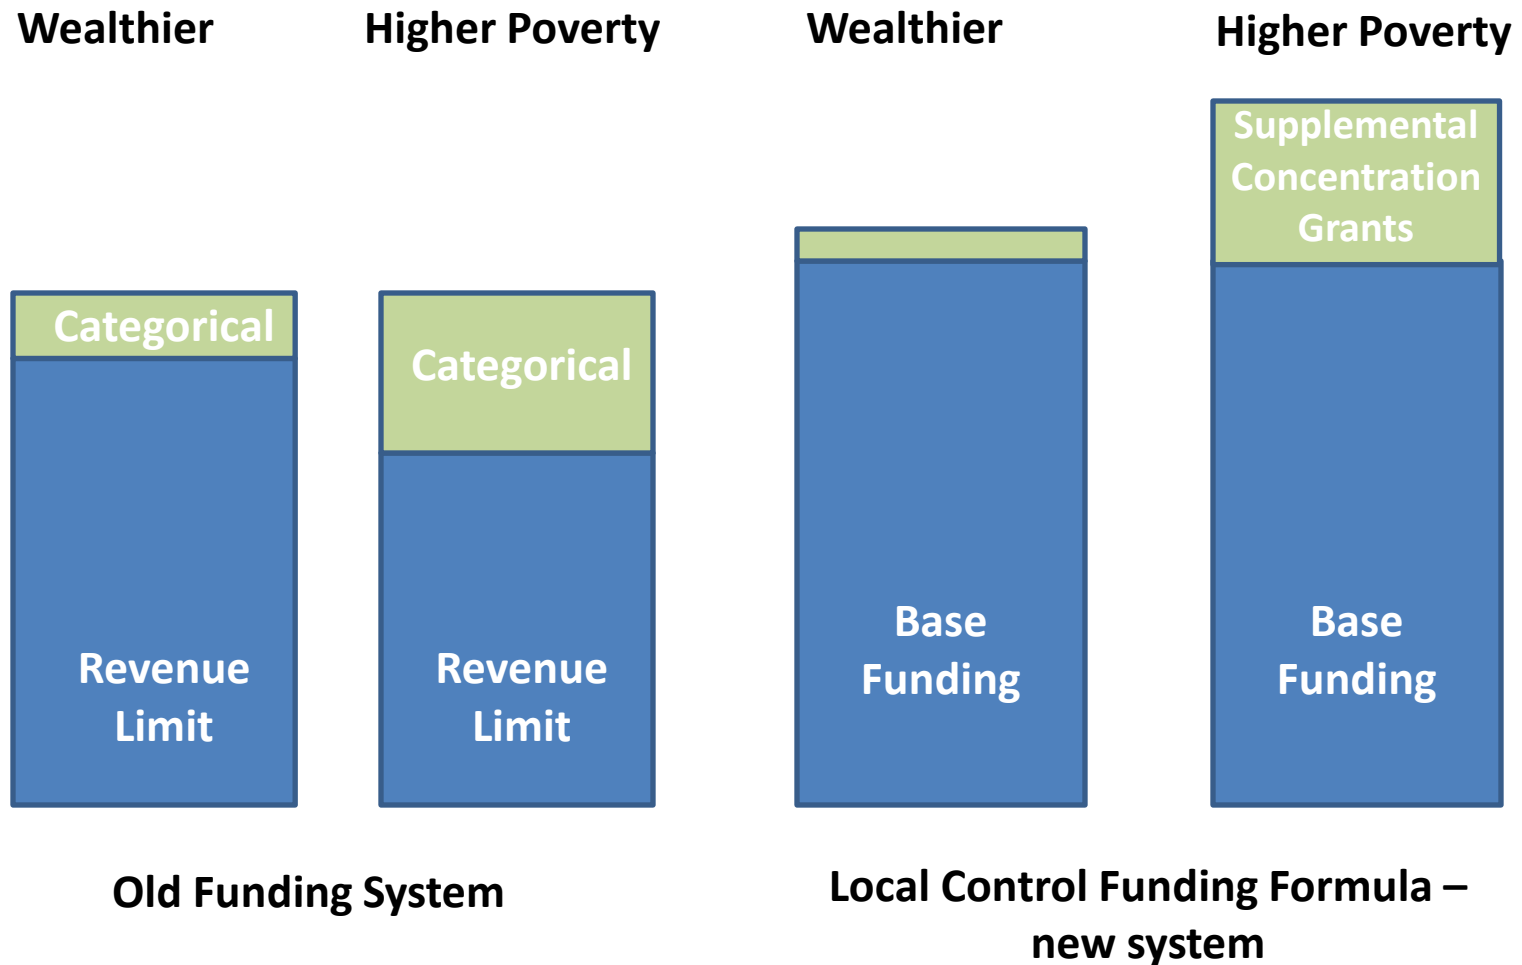 Wealthier
Higher Poverty
Wealthier
Higher Poverty
Categorical
Revenue
Limit
Categorical
Revenue
Limit
Base
Funding
Supplemental
Concentration
Grants
Base
Funding
Old Funding System
Local Control Funding Formula –
new system